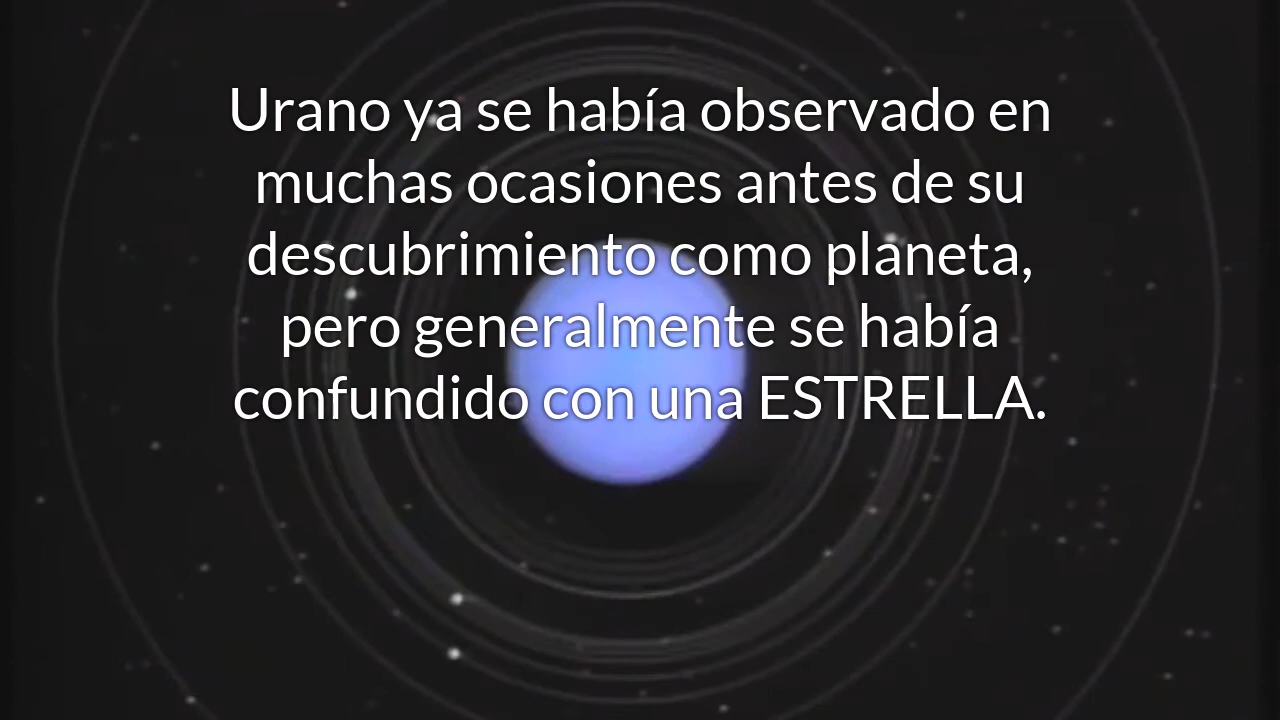 Urano ya se había observado en
muchas ocasiones antes de su
descubrimiento como planeta,
pero generalmente se había
confundido con una ESTRELLA.